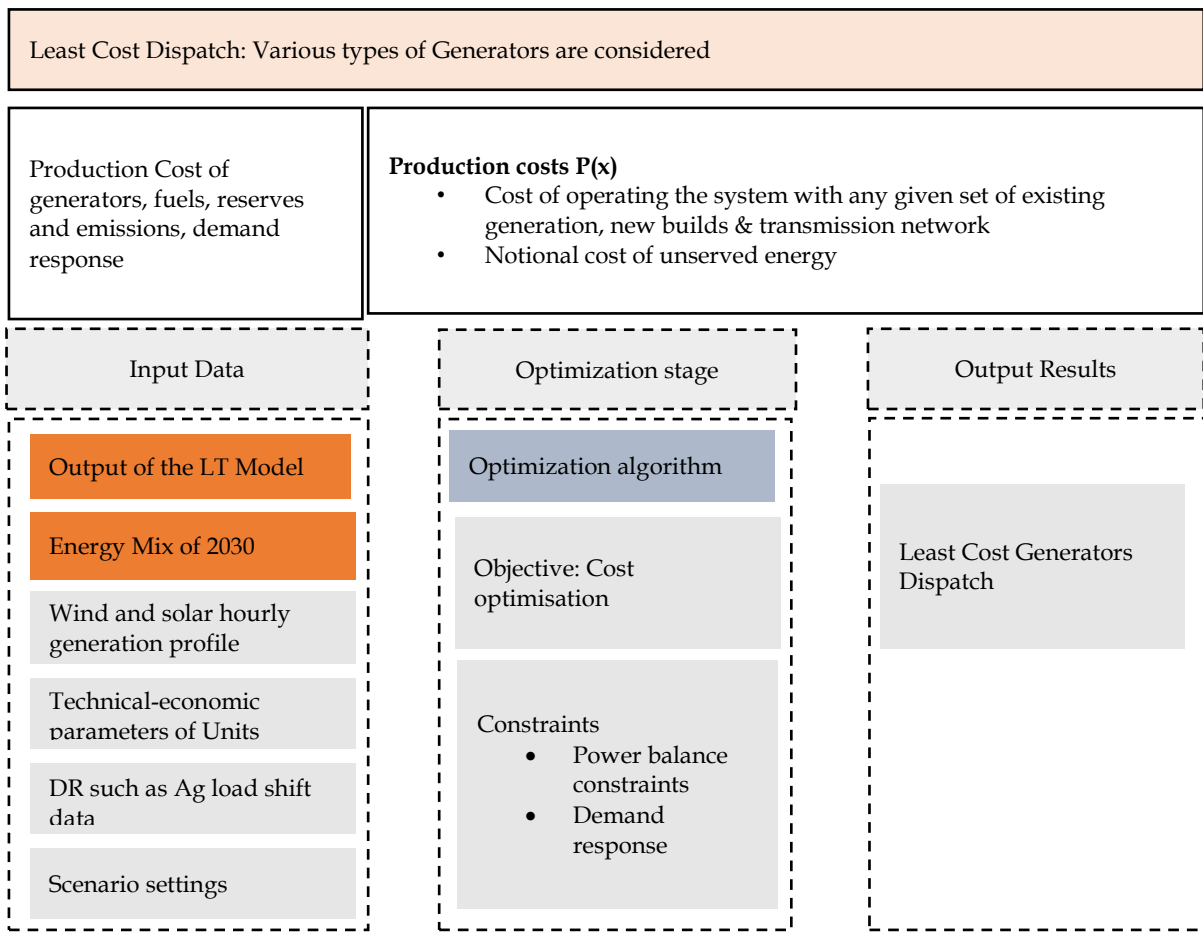 Least Cost Dispatch: Various types of Generators are considered
Production Cost of
generators, fuels, reserves
and emissions, demand
response
Production costs P(x)
• Cost of operating the system with any given set of existing
generation, new builds & transmission network
• Notional cost of unserved energy
Input Data
Output of the LT Model
Energy Mix of 2030
Wind and solar hourly
generation profile
Technical-economic
parameters of Units
DR such as Ag load shift
data
Scenario settings
Optimization stage
Optimization algorithm
Objective: Cost
optimisation
Constraints
• Power balance
constraints
• Demand
response
Output Results
Least Cost Generators
Dispatch